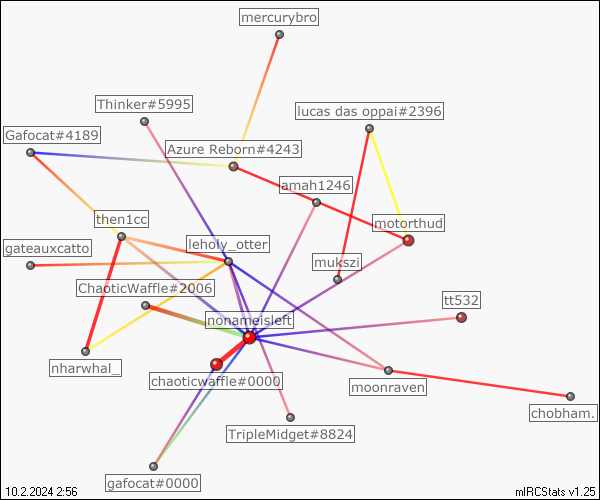 mercurybro
Thinker#5995
lucas das oppai#2396
Gafocat#4189
Azure Reborn#4243
amah1246
then1cc
motorthud
gateauxcatto
leholy_otter
mukszi
ChaoticWaffle#2006
tt532
nonameisleft
nharwhal_
chaoticwaffle#0000
moonraven
chobham.
TripleMidget#8824
gafocat#0000
10.2.2024 2:56
mIRCStats v1.25